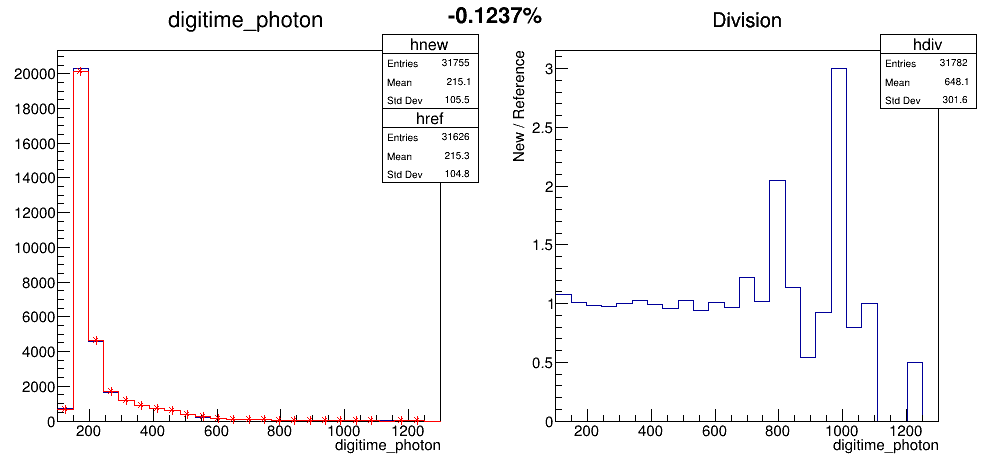 -0.1237%
digitime_photon
hnew
Entries 31755
Mean 215.1
Std Dev 105.5
href
Entries 31626
Mean 215.3
Std Dev 104.8
20000
18000
16000
14000
12000
10000
8000
6000
4000
2000
0
200 400 600 800 1000 1200
digitime_photon
Division
hdiv
Entries 31782
Mean 648.1
Std Dev 301.6
New / Reference
3
2.5
2
1.5
1
0.5
0
200 400 600 800 1000 1200
digitime_photon